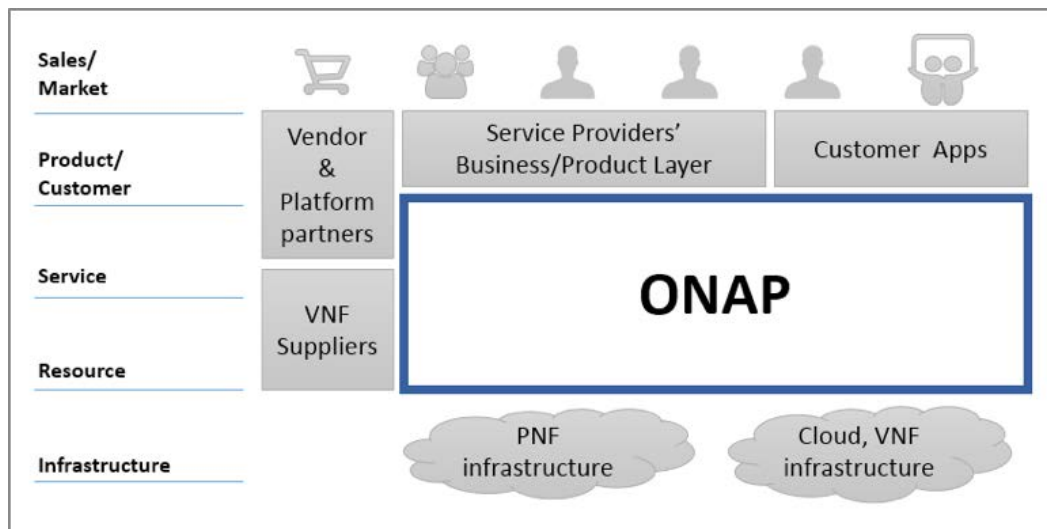 Sales/
Market
Product/
Customer
Service
Resource
Infrastructure
Vendor
&
Platform
partners
VNF
Suppliers
Service Providers’
Business/Product Layer
Customer Apps
ONAP
PNF
infrastructure
Cloud, VNF
infrastructure